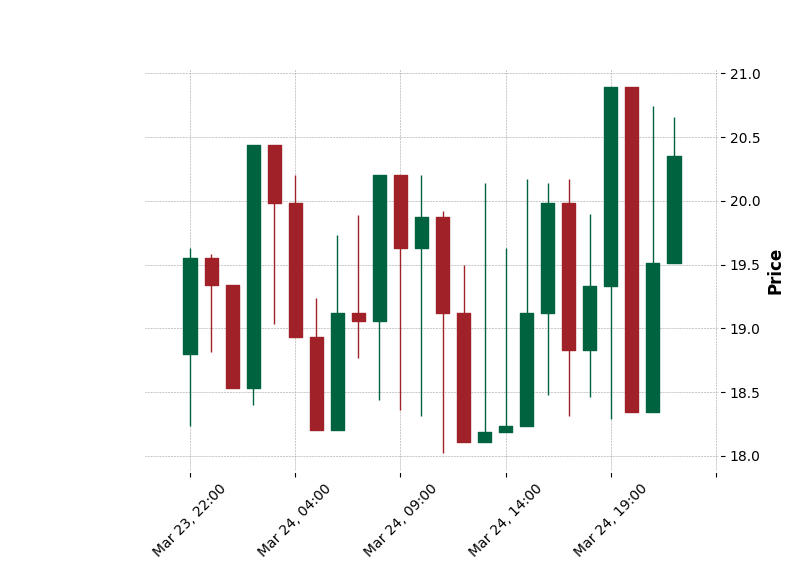 21.0
20.5
20.0
19.5
19.0
18.5
18.0
Price
Mar 23, 22:00
Mar 24, 04:00
Mar 24, 09:00
Mar 24, 14:00
Mar 24, 19:00